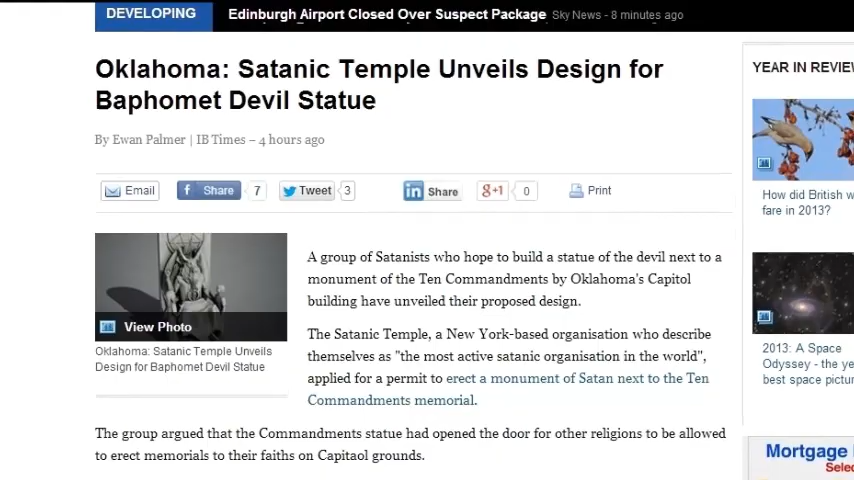 DEVELOPING
Edinburgh Airport Closed Over Suspect Package Sky News - 8 minutes ago
Oklahoma: Satanic Temple Unveils Design for
Baphomet Devil Statue
By Ewan Palmer | IB Times – 4 hours ago
Email
Share 7
Tweet 3
in Share
g+1 0
Print
View Photo
Oklahoma: Satanic Temple Unveils
Design for Baphomet Devil Statue
A group of Satanists who hope to build a statue of the devil next to a
monument of the Ten Commandments by Oklahoma's Capitol
building have unveiled their proposed design.
The Satanic Temple, a New York-based organisation who describe
themselves as "the most active satanic organisation in the world",
applied for a permit to erect a monument of Satan next to the Ten
Commandments memorial.
The group argued that the Commandments statue had opened the door for other religions to be allowed
to erect memorials to their faiths on Capitaol grounds.
YEAR IN REVIEW
How did British w
fare in 2013?
2013: A Space
Odyssey - the ye
best space pictur
Mortgage
Selec